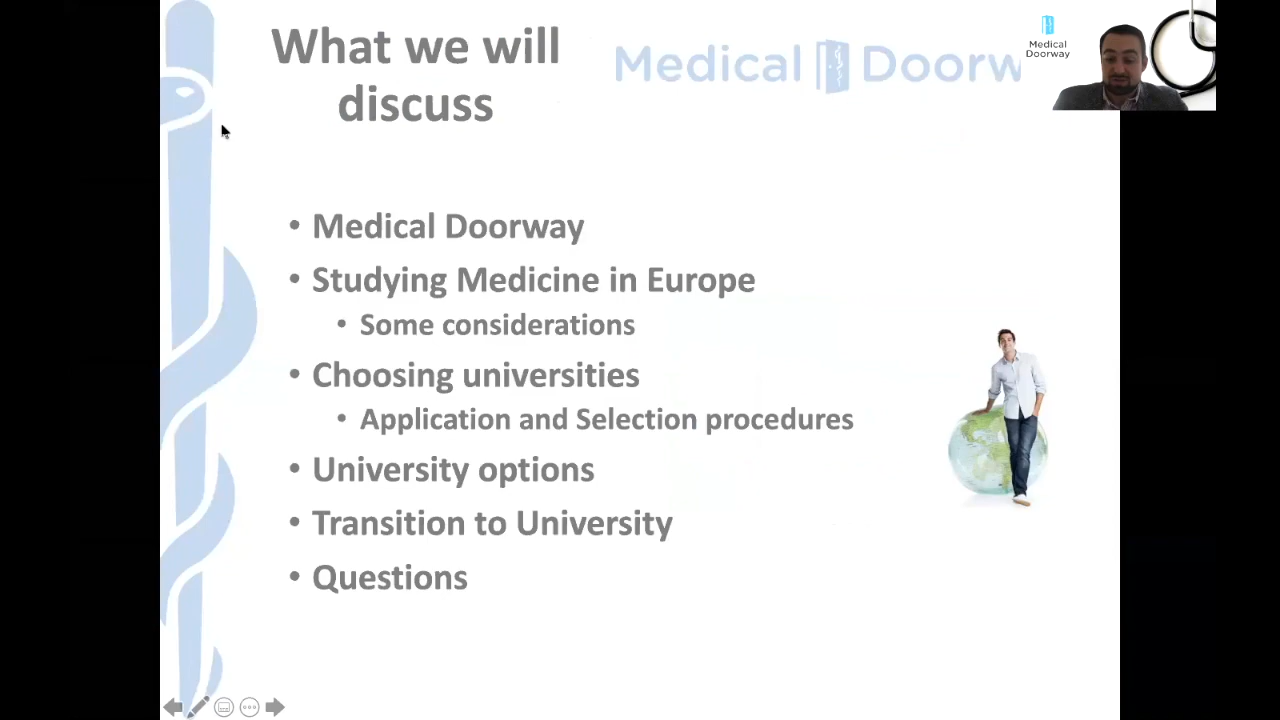 What we will
discuss
Medical Doorw
Medical
Doorway
• Medical Doorway
• Studying Medicine in Europe
• Some considerations
• Choosing universities
• Application and Selection procedures
• University options
• Transition to University
• Questions